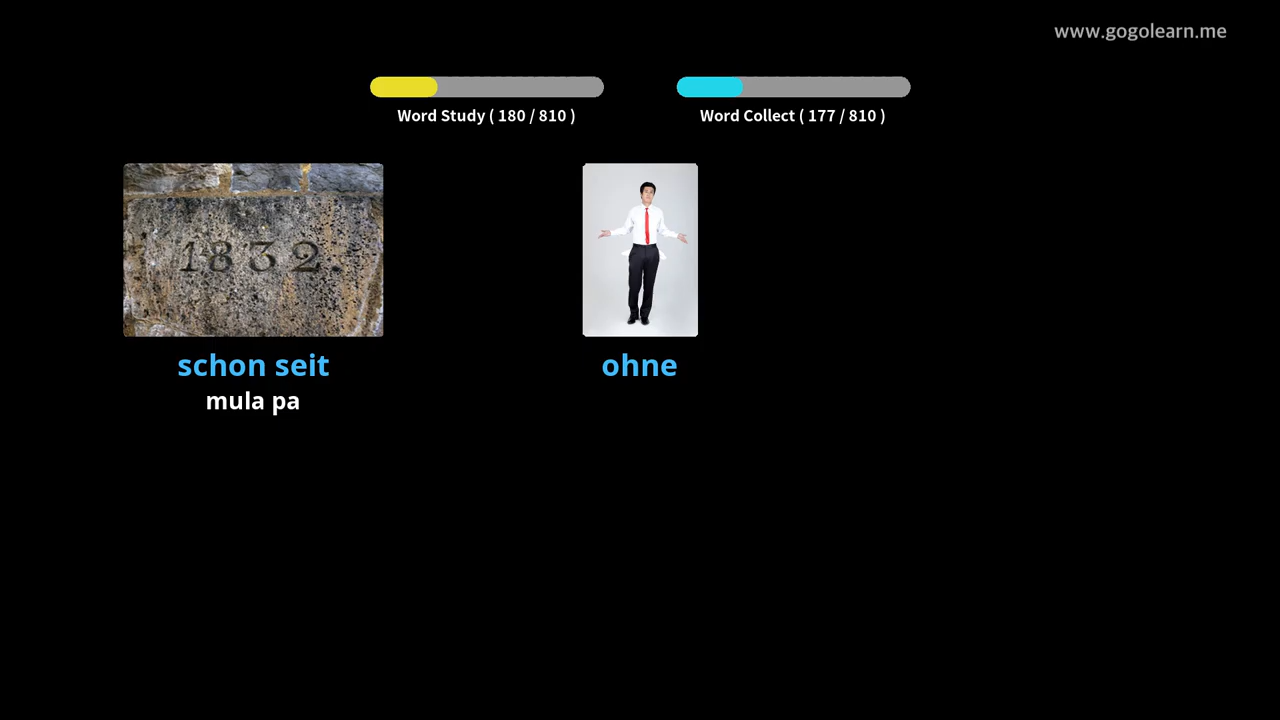 www.gogolearn.me
Word Study ( 180 / 810 )
Word Collect ( 177 / 810 )
1832.
schon seit
mula pa
ohne